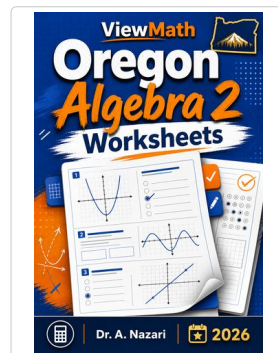 ViewMath
Oregon
Algebra 2
Worksheets
1
2
3
Dr. A. Nazari
2026